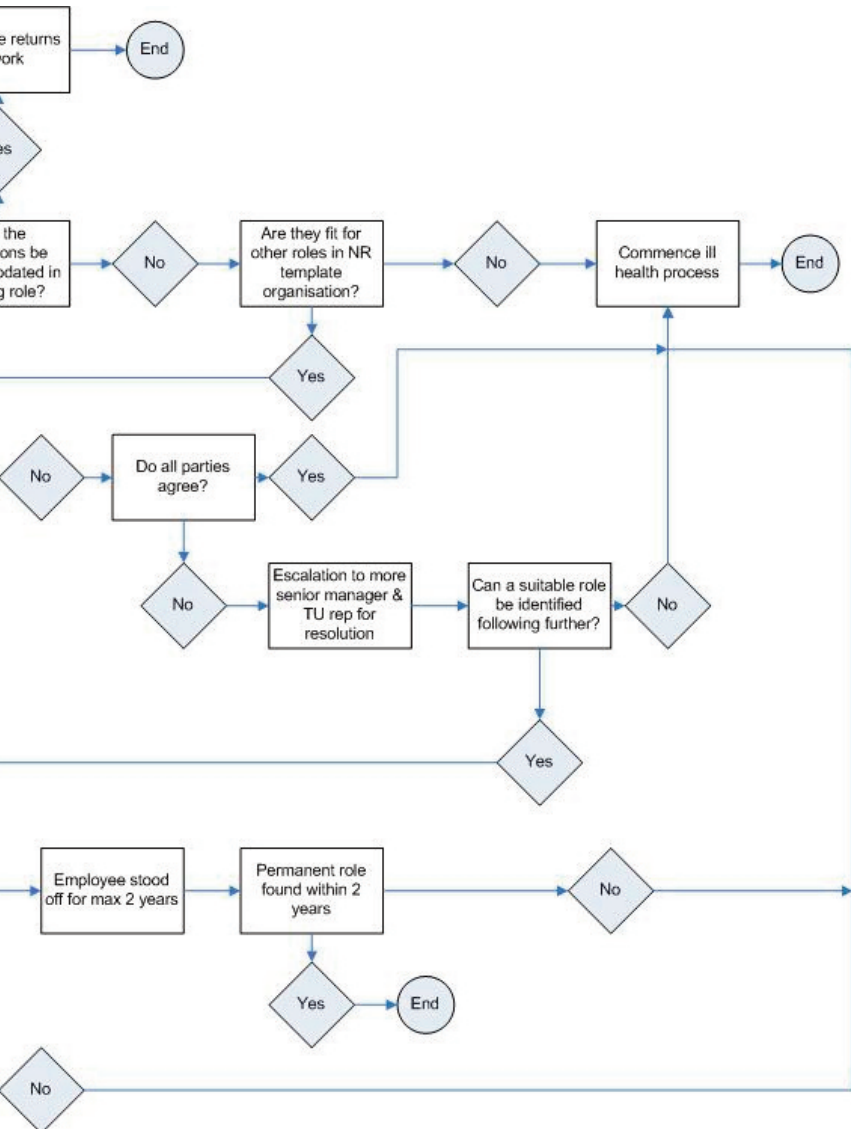 e returns
ork
End
es
the
ons be
odated in
g role?
No
Are they fit for
other roles in NR
template
organisation?
No
Commence ill
health process
End
Yes
No
Do all parties
agree?
Yes
No
Escalation to more
senior manager &
TU rep for
resolution
Can a suitable role
be identified
following further?
No
Yes
Employee stood
off for max 2 years
Permanent role
found within 2
years
No
Yes
End
No